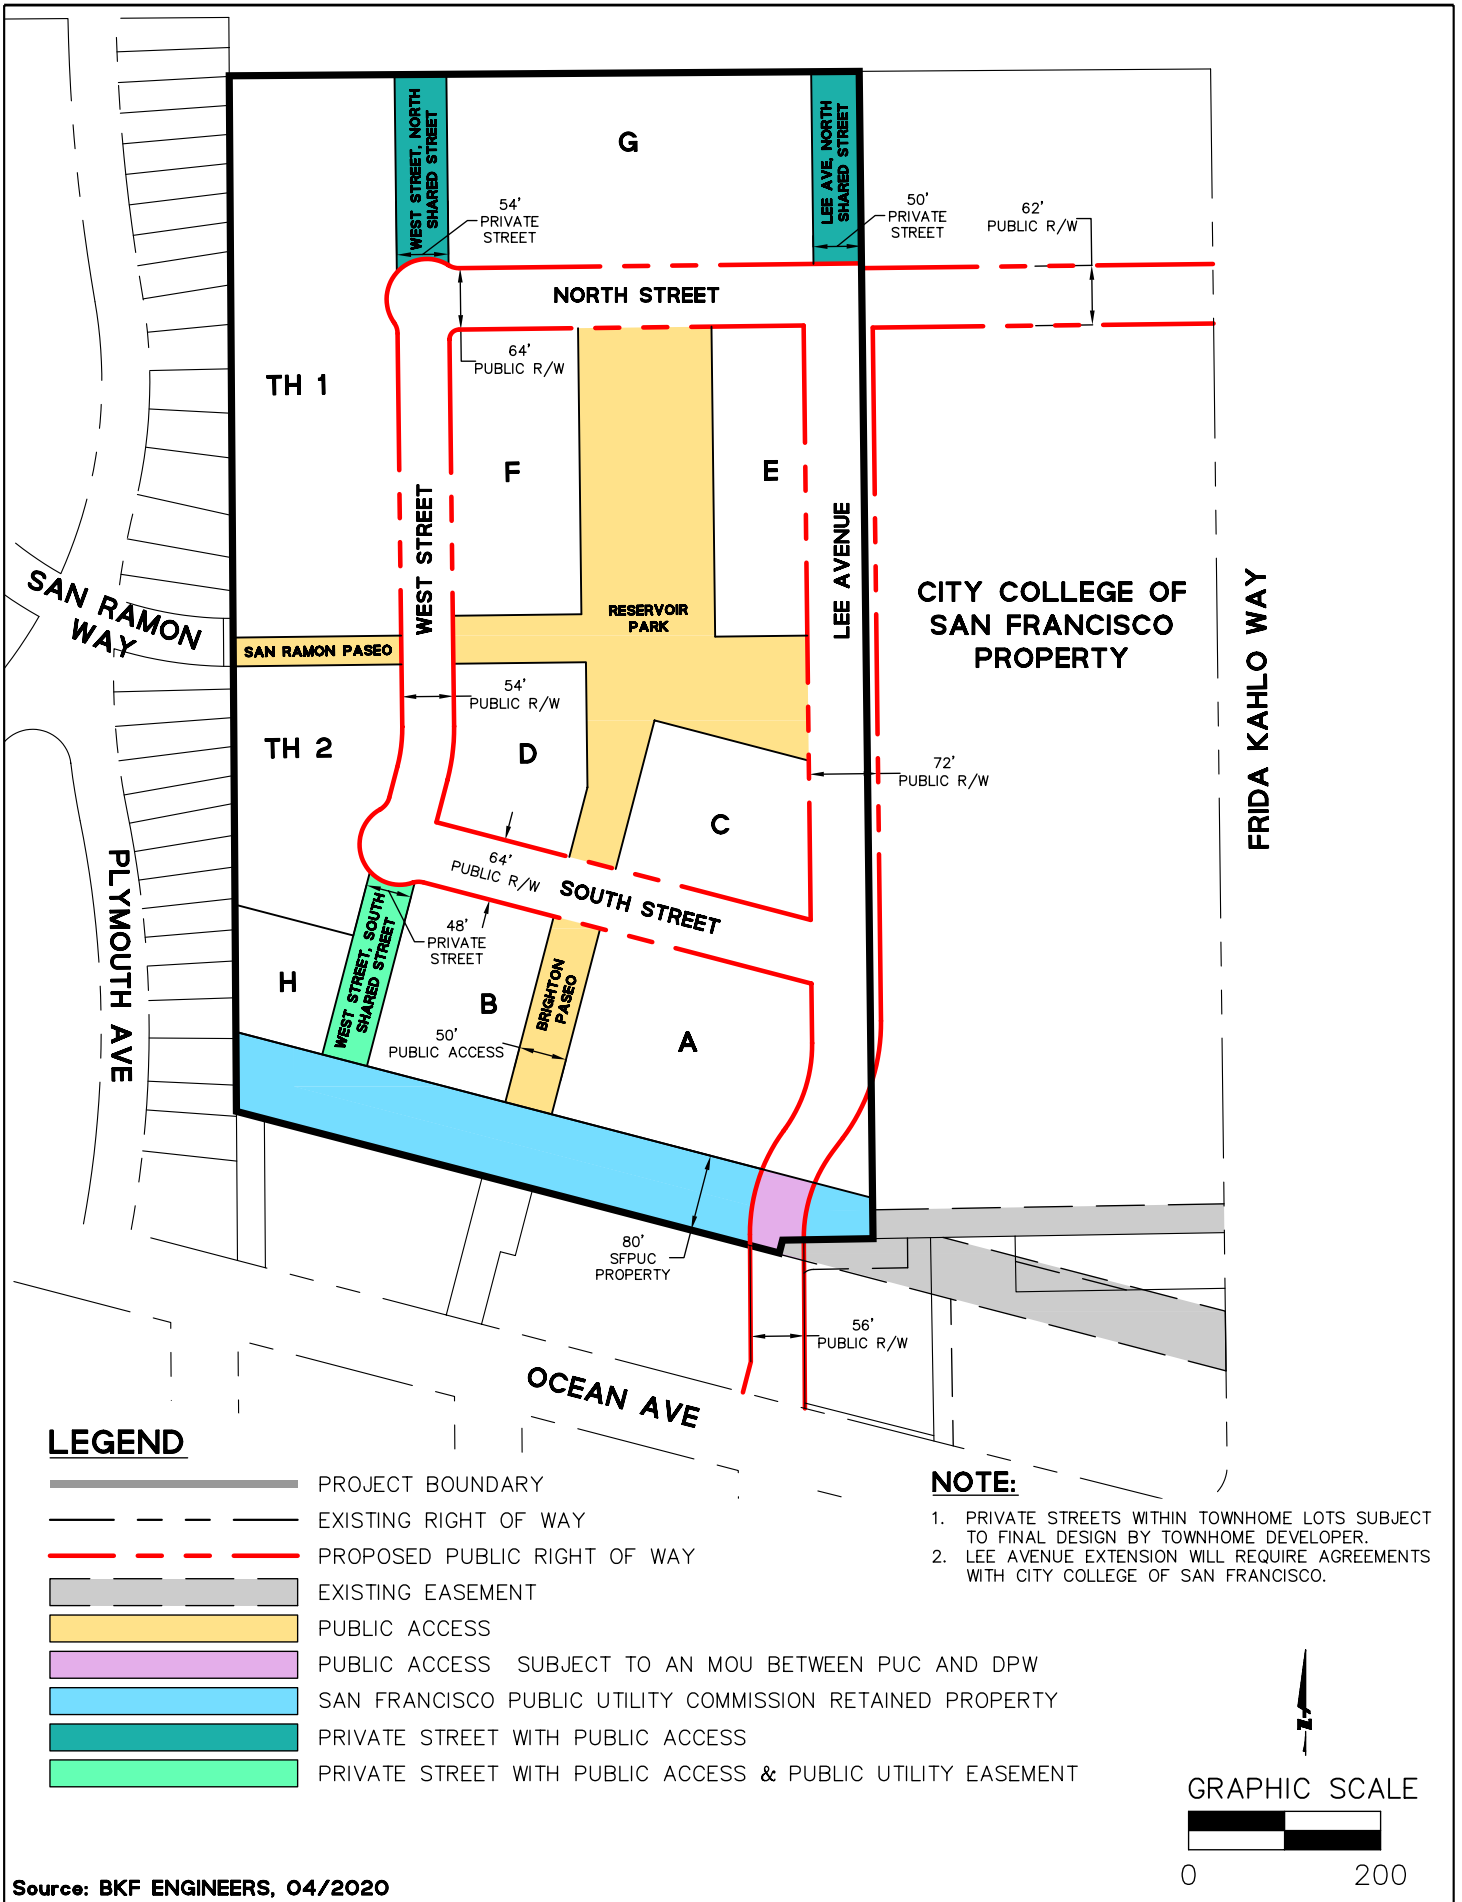 WEST STREET, NORTH
SHARED STREET
G
LEE AVE, NORTH
SHARED STREET
54'
PRIVATE
STREET
50'
PRIVATE
STREET
62'
PUBLIC R/W
NORTH STREET
64'
PUBLIC R/W
TH 1
F
E
WEST STREET
LEE AVENUE
SAN RAMON
WAY
SAN RAMON PASEO
RESERVOIR
PARK
CITY COLLEGE OF
SAN FRANCISCO
PROPERTY
FRIDA KAHLO WAY
54'
PUBLIC R/W
TH 2
D
72'
PUBLIC R/W
C
64'
PUBLIC R/W
SOUTH STREET
PLYMOUTH AVE
48'
PRIVATE
STREET
WEST STREET, SOUTH
SHARED STREET
H
B
BRIGHTON
PASEO
50'
PUBLIC ACCESS
A
80'
SFPUC
PROPERTY
56'
PUBLIC R/W
OCEAN AVE
LEGEND
PROJECT BOUNDARY
EXISTING RIGHT OF WAY
PROPOSED PUBLIC RIGHT OF WAY
EXISTING EASEMENT
PUBLIC ACCESS
PUBLIC ACCESS SUBJECT TO AN MOU BETWEEN PUC AND DPW
SAN FRANCISCO PUBLIC UTILITY COMMISSION RETAINED PROPERTY
PRIVATE STREET WITH PUBLIC ACCESS
PRIVATE STREET WITH PUBLIC ACCESS & PUBLIC UTILITY EASEMENT
NOTE:
1. PRIVATE STREETS WITHIN TOWNHOME LOTS SUBJECT
TO FINAL DESIGN BY TOWNHOME DEVELOPER.
2. LEE AVENUE EXTENSION WILL REQUIRE AGREEMENTS
WITH CITY COLLEGE OF SAN FRANCISCO.
Z
GRAPHIC SCALE
0 200
Source: BKF ENGINEERS, 04/2020